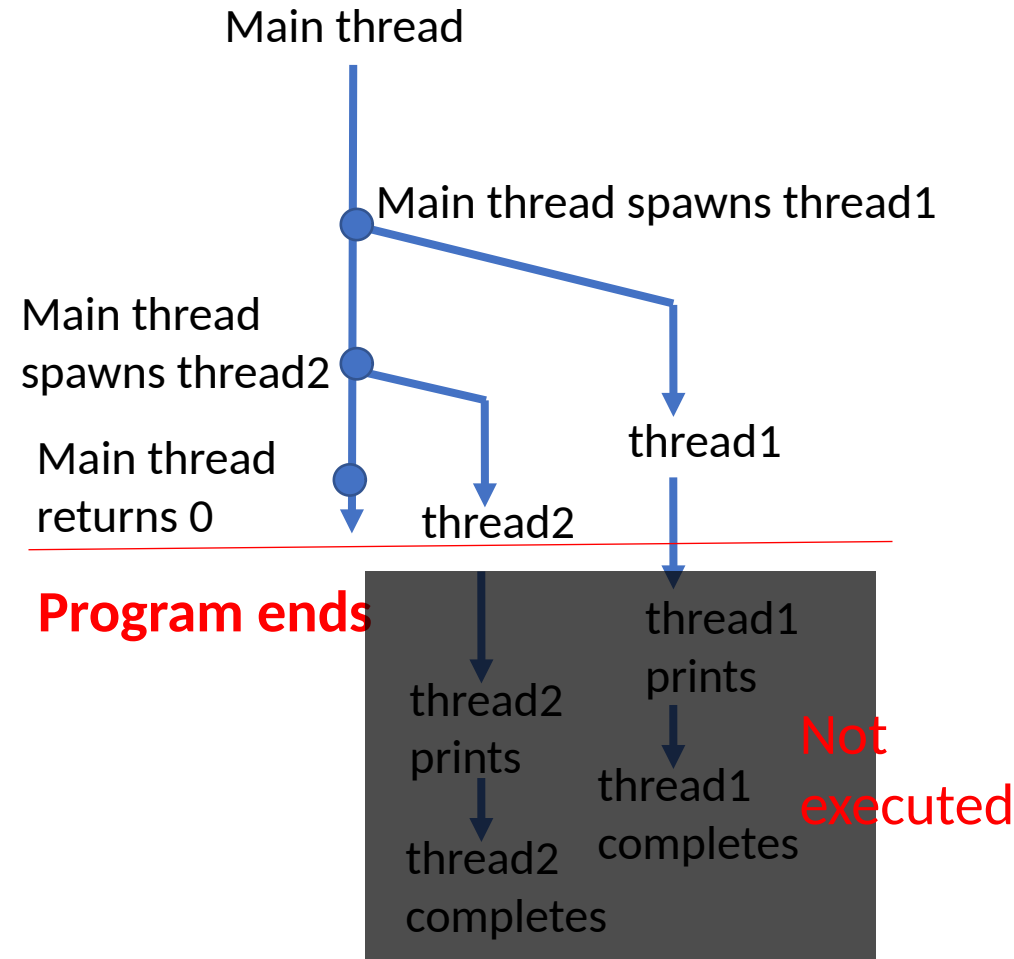 Main thread
Main thread spawns thread1
Main thread
spawns thread2
thread1
Main thread
returns 0
thread2
Program ends
thread1
prints
thread2
prints
Not
executed
thread1
completes
thread2
completes